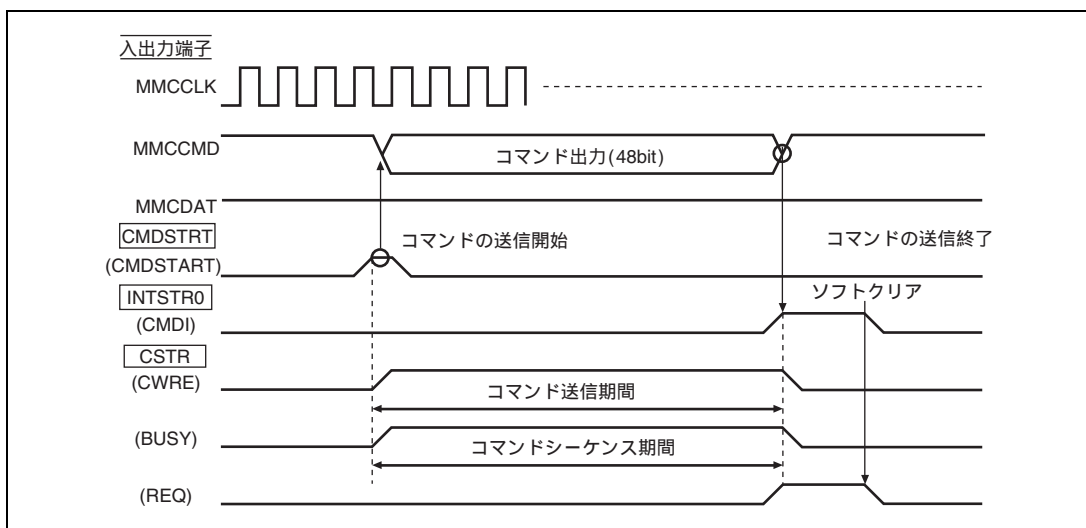 入出力端子
MMCCLK
MMCCMD
コマンド出力(48bit)
MMCDAT
CMDSTRT
コマンドの送信開始
コマンドの送信終了
(CMDSTART)
INTSTR0
ソフトクリア
(CMDI)
CSTR
(CWRE)
コマンド送信期間
(BUSY)
コマンドシーケンス期間
(REQ)